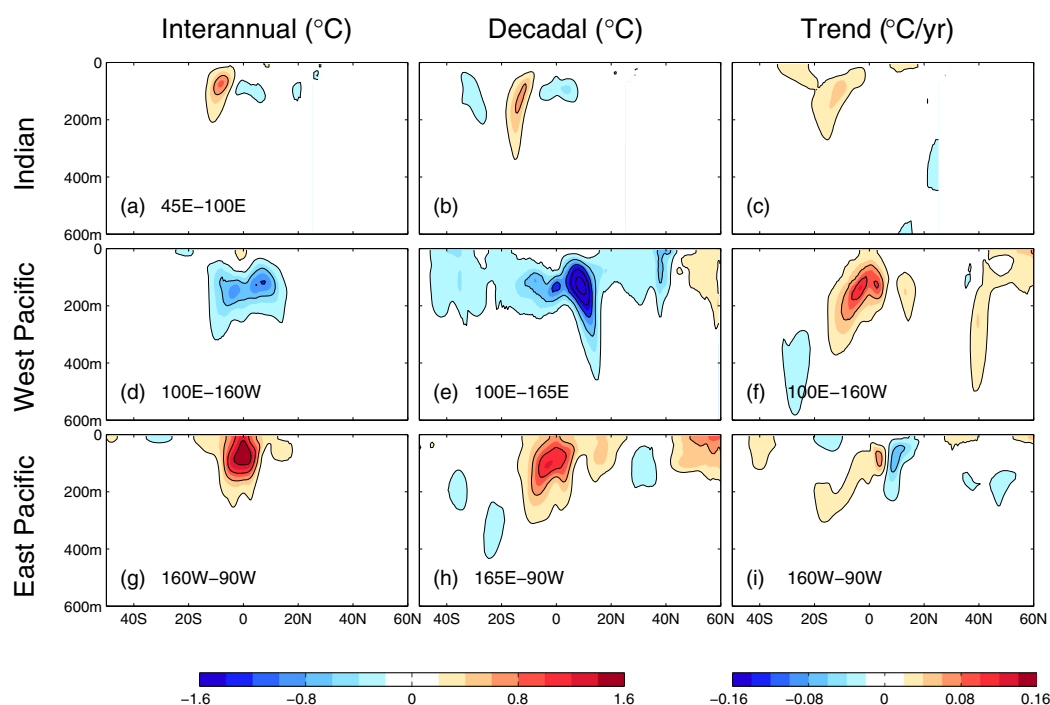 Interannual (°C) Decadal (°C) Trend (°C/yr)
Indian
0
200m
400m
600m
(a) 45E−100E
(b)
(c)
West Pacific
0
200m
400m
600m
(d) 100E−160W
(e) 100E−165E
(f) 100E−160W
East Pacific
0
200m
400m
600m
(g) 160W−90W
(h) 165E−90W
(i) 160W−90W
40S 20S 0 20N 40N 60N 40S 20S 0 20N 40N 60N 40S 20S 0 20N 40N 60N
−1.6 −0.8 0 0.8 1.6
−0.16 −0.08 0 0.08 0.16